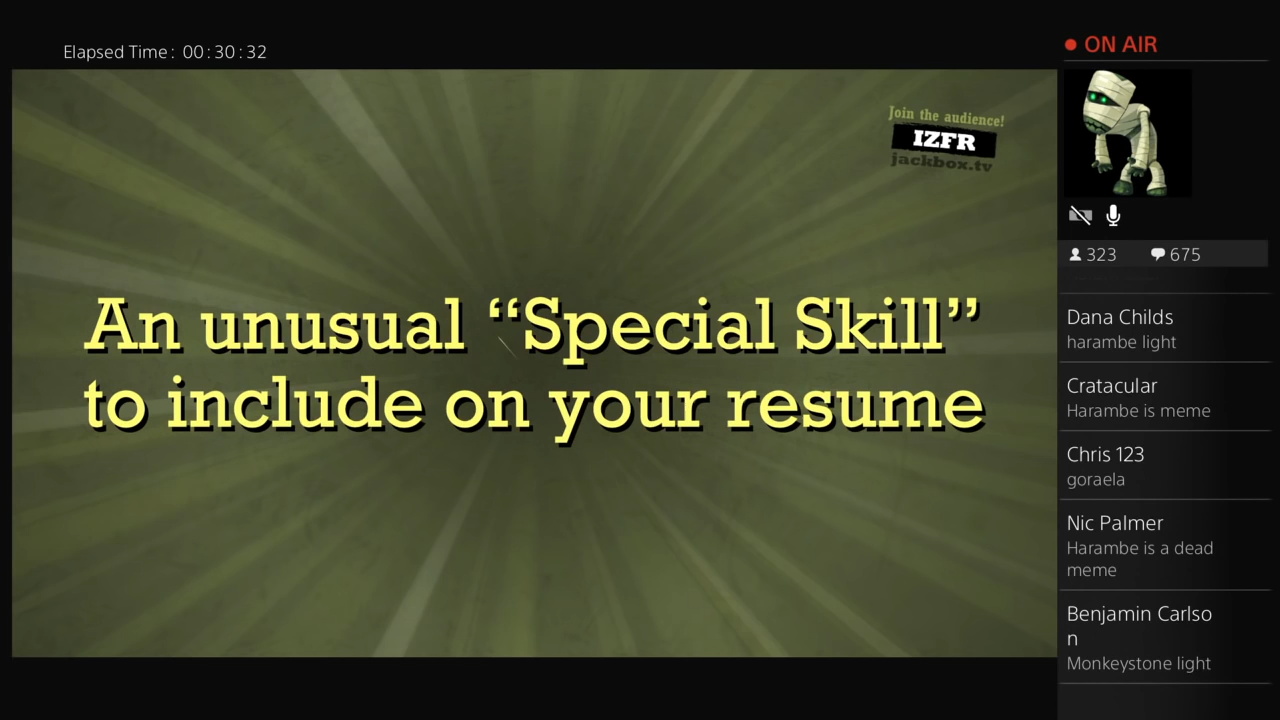 Elapsed Time: 00:30:32
ON AIR
Join the audience!
IZFR
jackbox.tv
An unusual “Special Skill”
to include on your resume
323 675
Dana Childs
harambe light
Cratacular
Harambe is meme
Chris 123
goraela
Nic Palmer
Harambe is a dead
meme
Benjamin Carlso
n
Monkeystone light